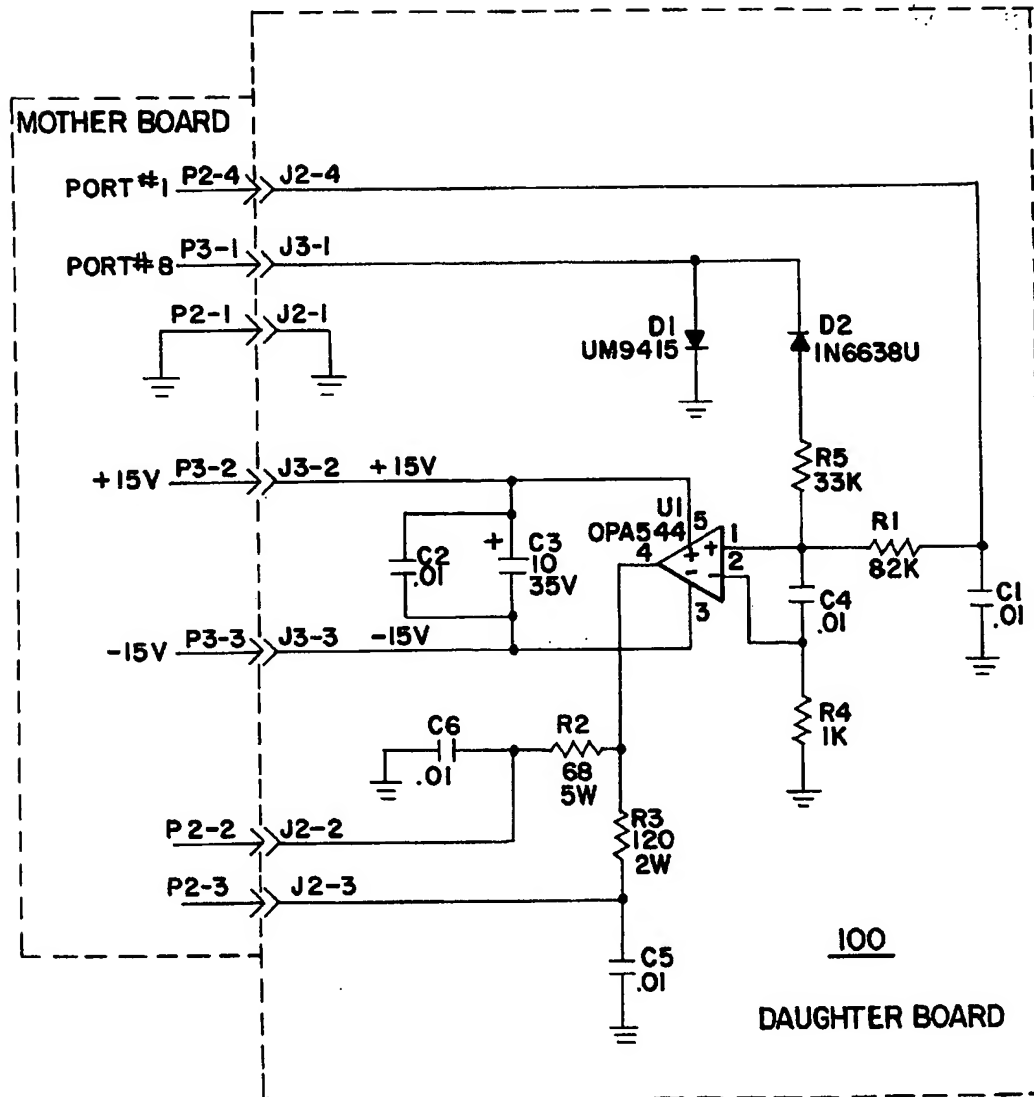 MOTHER BOARD
PORT #1 P2-4 J2-4
PORT #8 P3-1 J3-1
P2-1 J2-1
D1
UM9415
D2
1N6638U
+15V P3-2 J3-2 +15V
R5
33K
U1
OPA544
5
4
+
-
+
-
1
2
3
R1
82K
C2
.01
+
C3
10
35V
C4
.01
C1
.01
-15V P3-3 J3-3 -15V
R4
1K
C6
.01
R2
68
5W
P2-2 J2-2
R3
120
2W
P2-3 J2-3
C5
.01
100
DAUGHTER BOARD